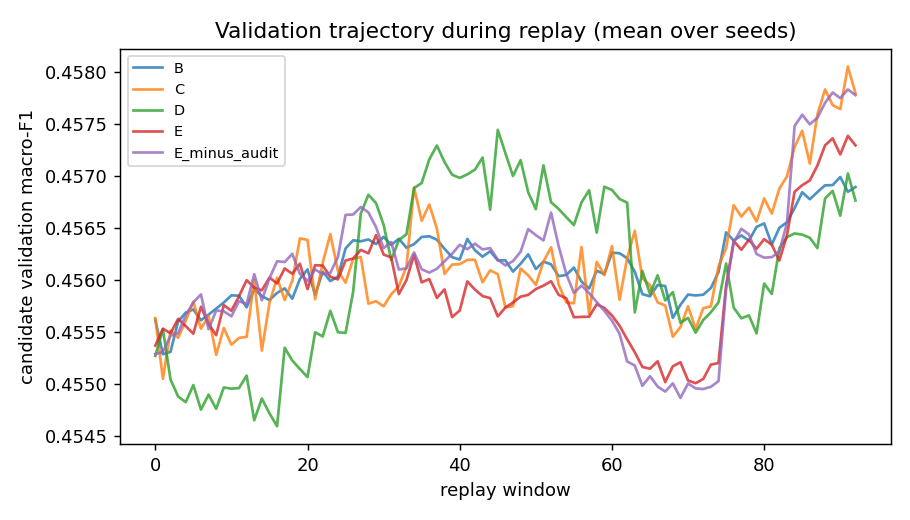 Validation trajectory during replay (mean over seeds)
candidate validation macro-F1
0.4580
0.4575
0.4570
0.4565
0.4560
0.4555
0.4550
0.4545
B
C
D
E
E_minus_audit
0
20
40
60
80
replay window